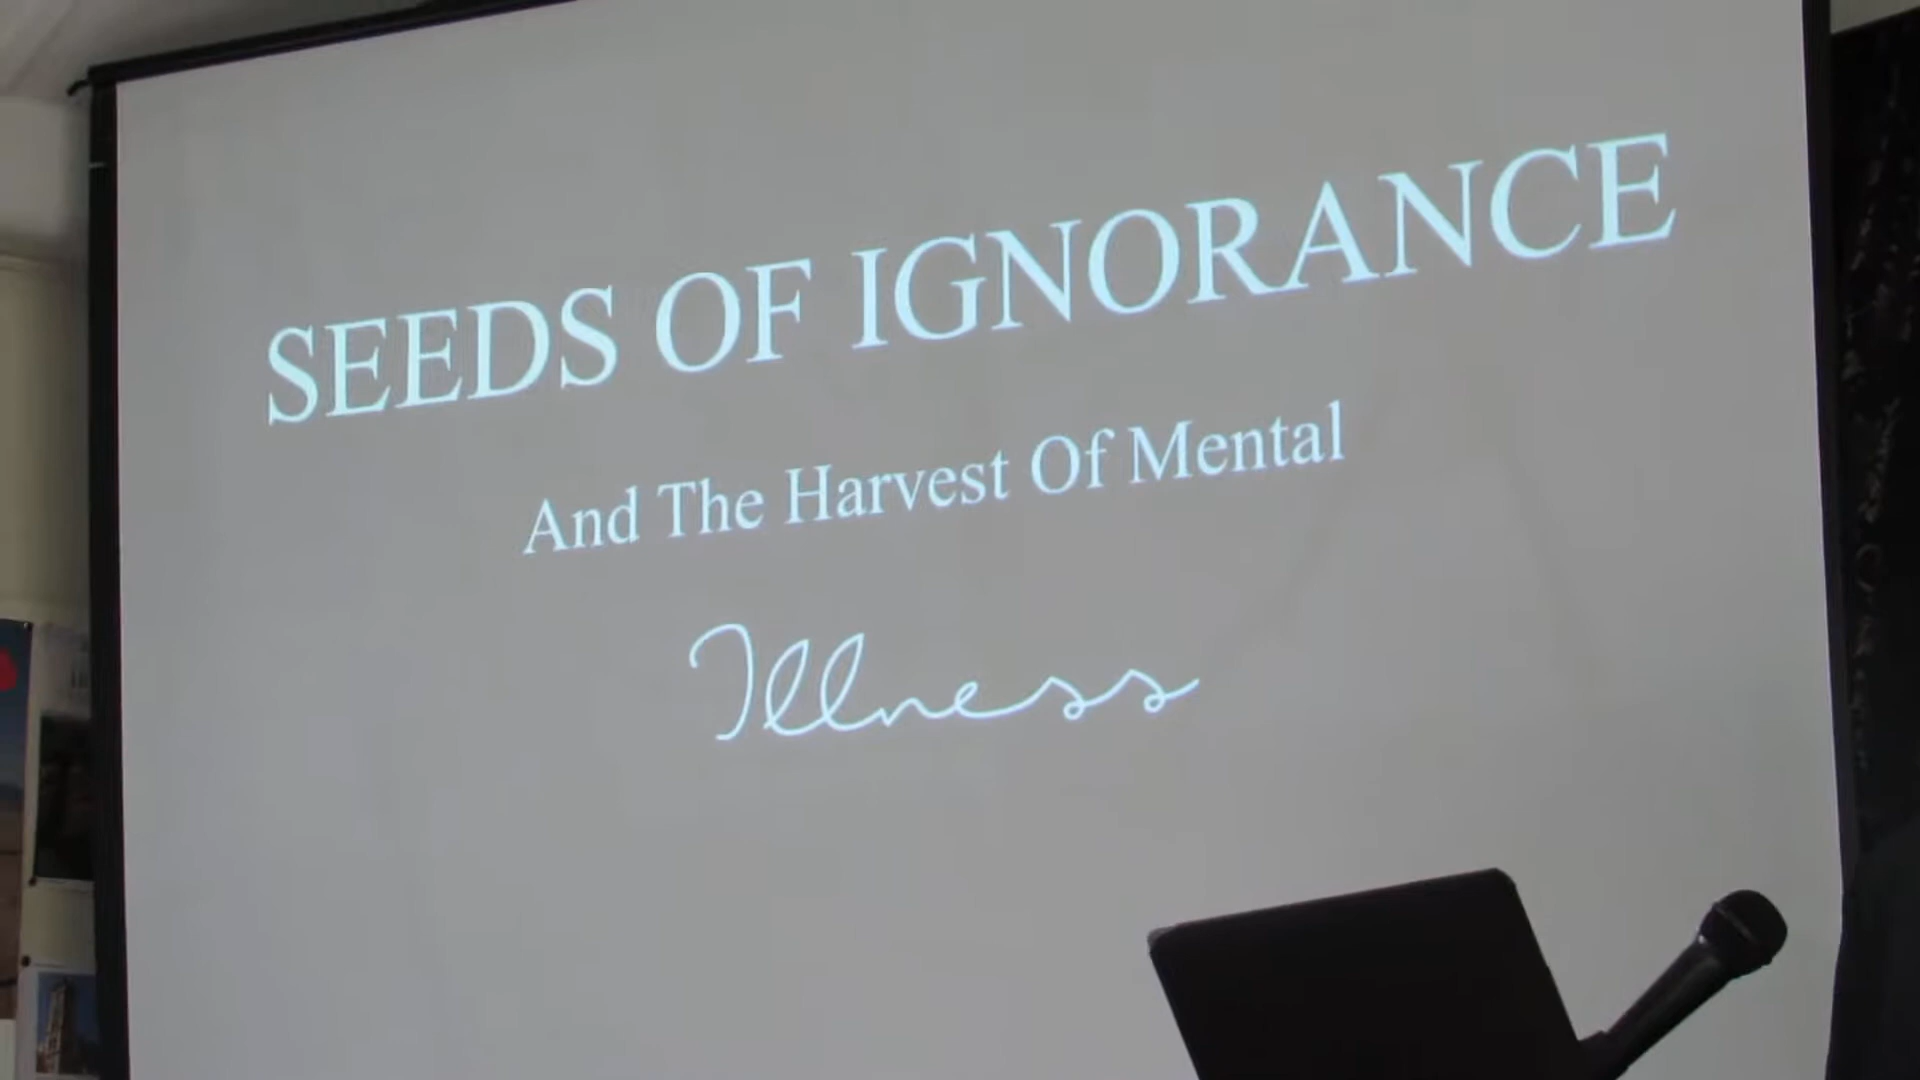 SEEDS OF IGNORANCE
And The Harvest Of Mental
Illness